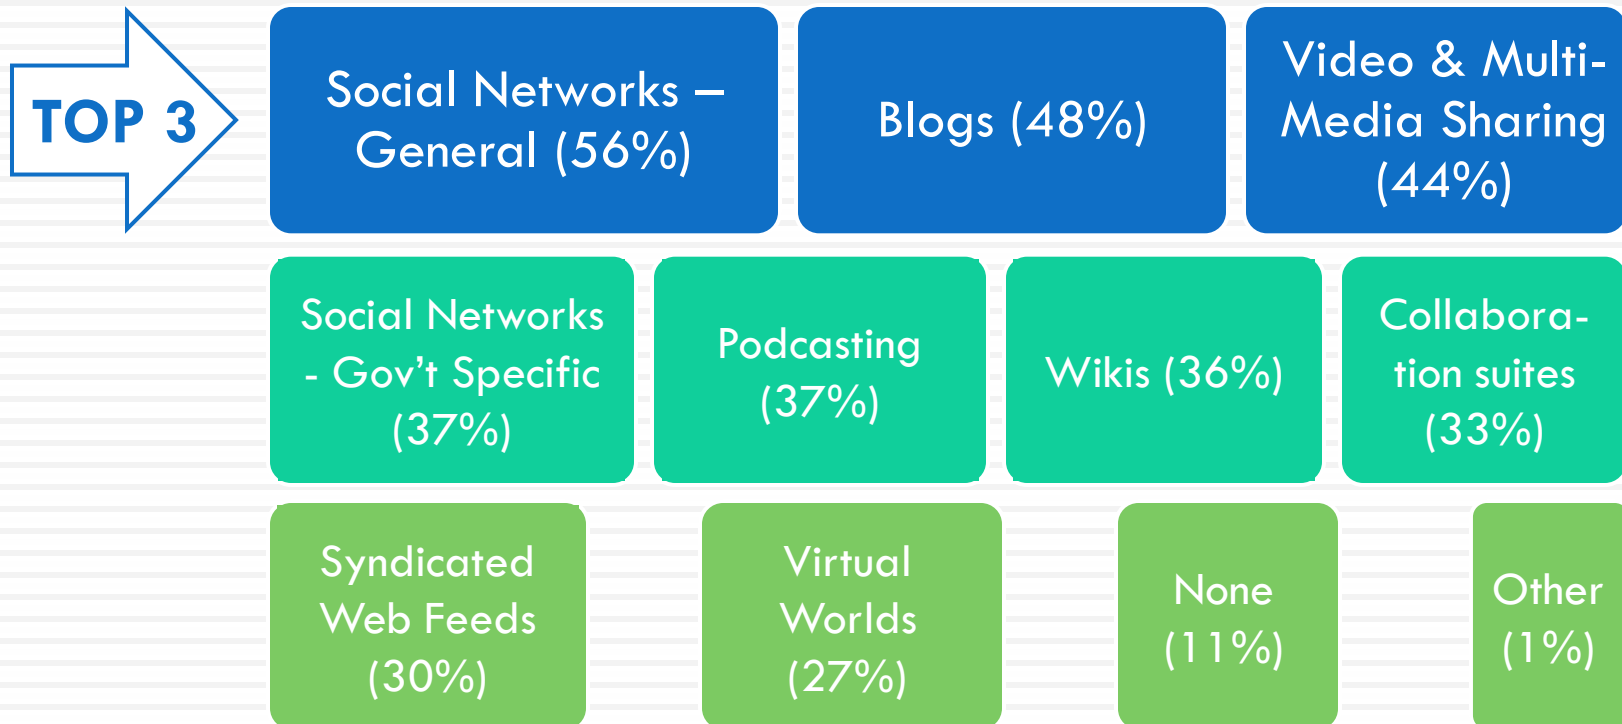 TOP 3
Social Networks –
General (56%)
Blogs (48%)
Video & Multi-
Media Sharing
(44%)
Social Networks
- Gov’t Specific
(37%)
Podcasting
(37%)
Wikis (36%)
Collabora-
tion suites
(33%)
Syndicated
Web Feeds
(30%)
Virtual
Worlds
(27%)
None
(11%)
Other
(1%)